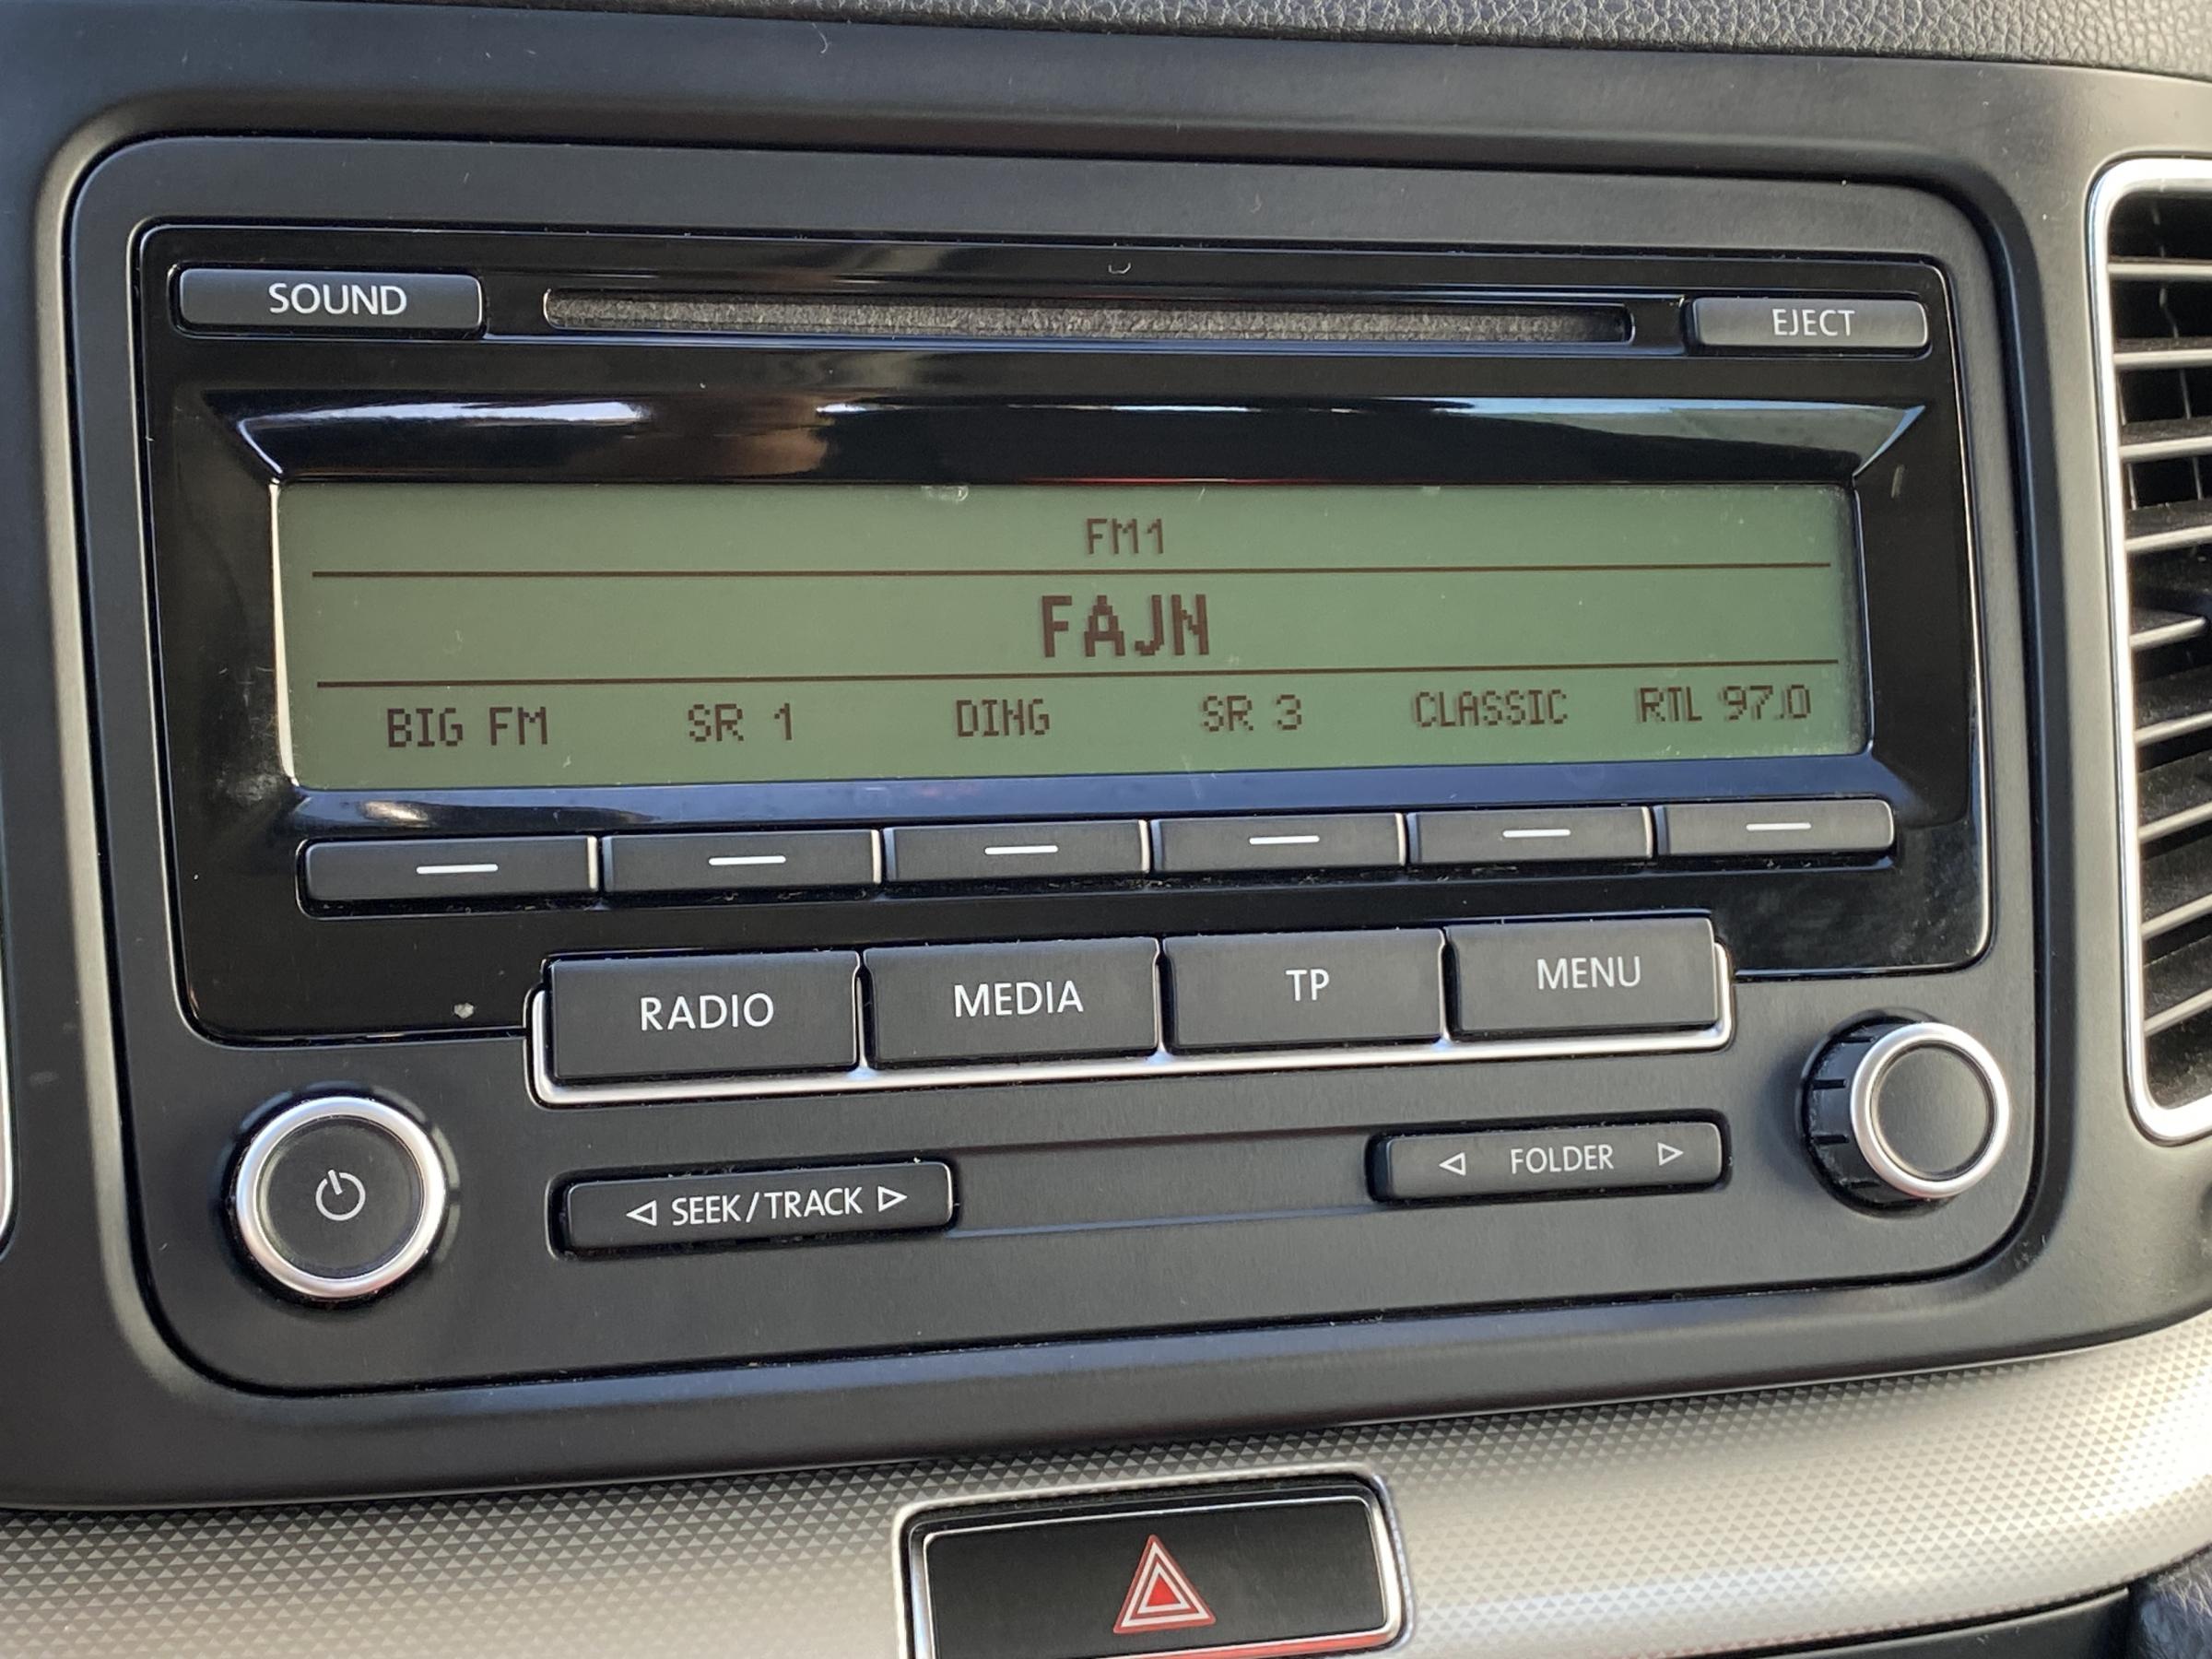 SOUND EJECT
FM1
FAJN
BIG FM SR 1 DING SR 3 CLASSIC RTL 97.0
RADIO MEDIA TP MENU
SEEK/TRACK FOLDER